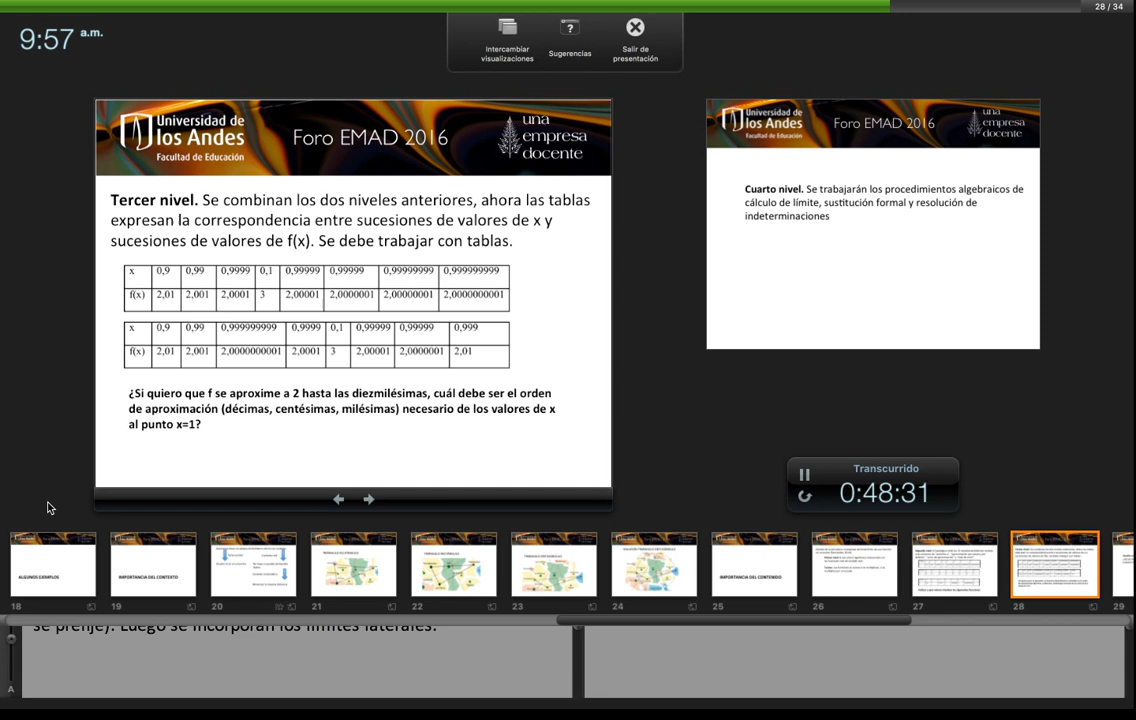 28 / 34
9:57 a.m.
Intercambiar visualizaciones
Sugerencias
Salir de presentación
Universidad de
los Andes
Facultad de Educación
Foro EMAD 2016
una
empresa
docente
Tercer nivel. Se combinan los dos niveles anteriores, ahora las tablas
expresan la correspondencia entre sucesiones de valores de x y
sucesiones de valores de f(x). Se debe trabajar con tablas.
x 0,9 0,99 0,9999 0,1 0,99999 0,99999 0,99999999 0,999999999
f(x) 2,01 2,001 2,0001 3 2,00001 2,0000001 2,00000001 2,0000000001
x 0,9 0,99 0,999999999 0,9999 0,1 0,99999 0,99999 0,999
f(x) 2,01 2,001 2,0000000001 2,0001 3 2,00001 2,0000001 2,01
¿Si quiero que f se aproxime a 2 hasta las diezmilésimas, cuál debe ser el orden
de aproximación (décimas, centésimas, milésimas) necesario de los valores de x
al punto x=1?
Universidad de
los Andes
Facultad de Educación
Foro EMAD 2016
una
empresa
docente
Cuarto nivel. Se trabajarán los procedimientos algebraicos de
cálculo de límite, sustitución formal y resolución de
indeterminaciones
Transcurrido
0:48:31
ALGUNOS EJEMPLOS
IMPORTANCIA DEL CONTEXTO
IMPORTANCIA DEL CONTENIDO
18 19 20 21 22 23 24 25 26 27 28 29
se prefije). Luego se incorporan los límites laterales.
A